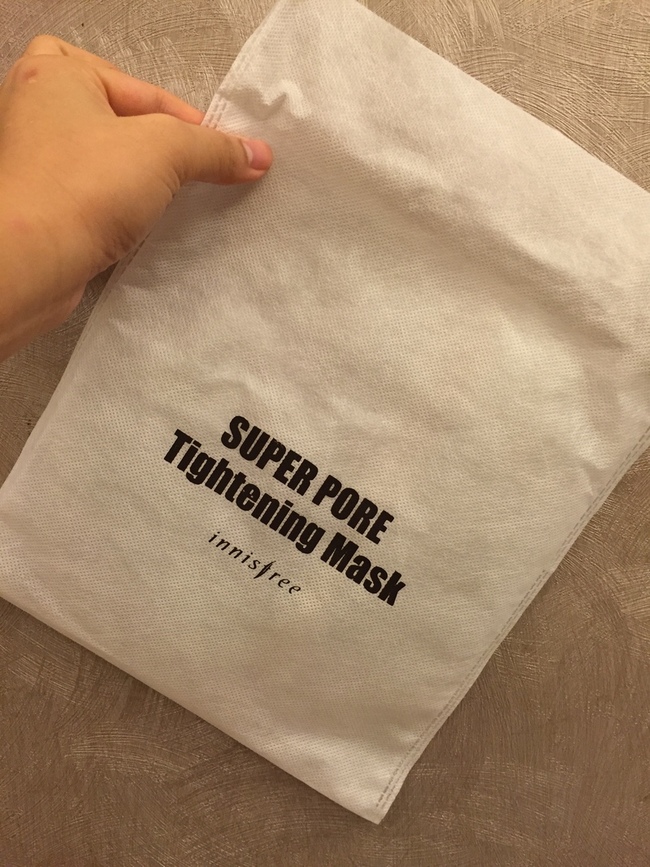 SUPER PORE
Tightening Mask
innisfree